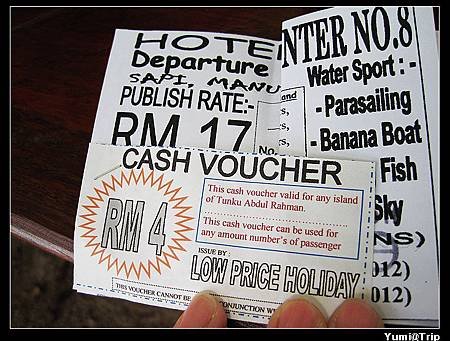 HOTE
Departure
SAPI, MANU
PUBLISH RATE:-
RM 17
No.
NTER NO.8
Water Sport : -
- Parasailing
- Banana Boat
Fish
Sky
NS)
012)
012)
CASH VOUCHER
RM 4
This cash voucher valid for any island
of Tunku Abdul Rahman.
This cash voucher can be used for
any amount number's of passenger
ISSUE BY :
LOW PRICE HOLIDAY
THIS VOUCHER CANNOT BE
CONJUNCTION
Yumi@Trip